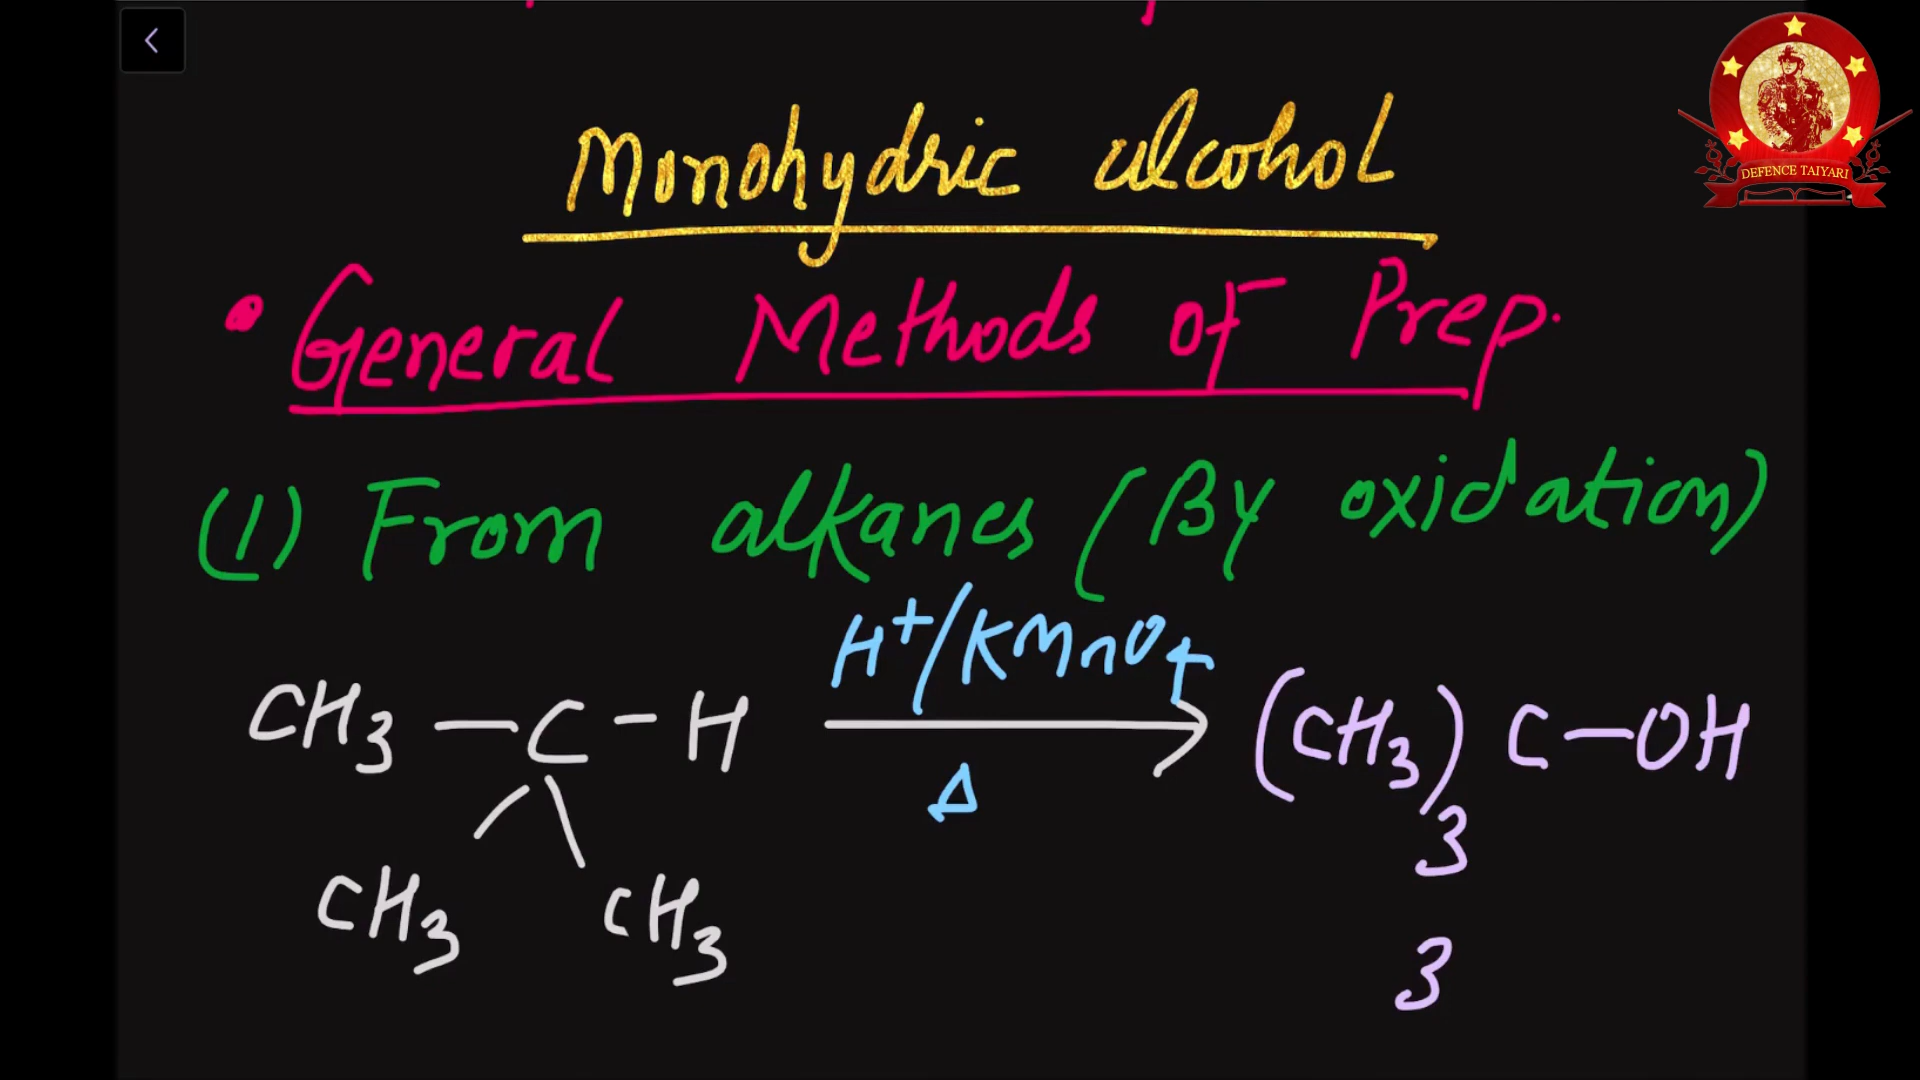 DEFENCE TAIYARI
Monohydric alcohol
• General Methods of Prep.
(1) From alkanes (By oxidation)
H⁺/KMnO₄
CH₃ — C – H ⟶ (CH₃)₃ C — OH
Δ
CH₃ CH₃
3